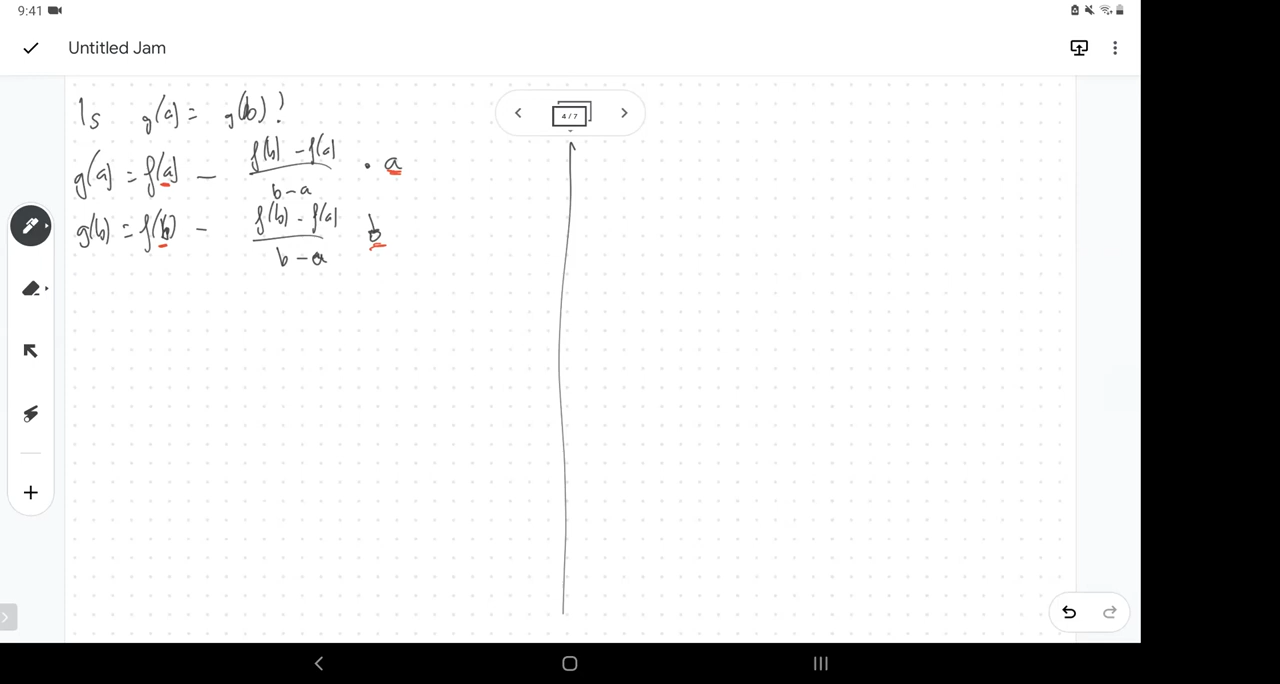 9:41
Untitled Jam
4 / 7
Is g(a) = g(b)?
g(a) = f(a) − f(b) − f(a) / b − a · a
g(b) = f(b) − f(b) − f(a) / b − a b